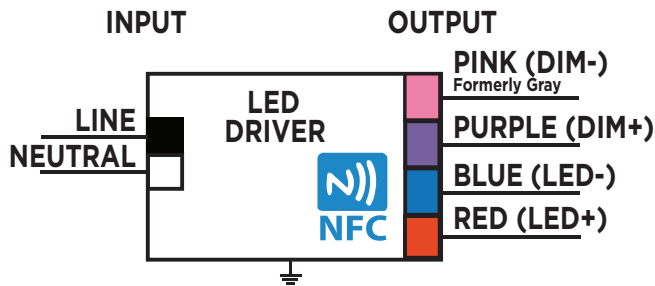 INPUT
OUTPUT
LINE
NEUTRAL
LED
DRIVER
NFC
PINK (DIM-)
Formerly Gray
PURPLE (DIM+)
BLUE (LED-)
RED (LED+)